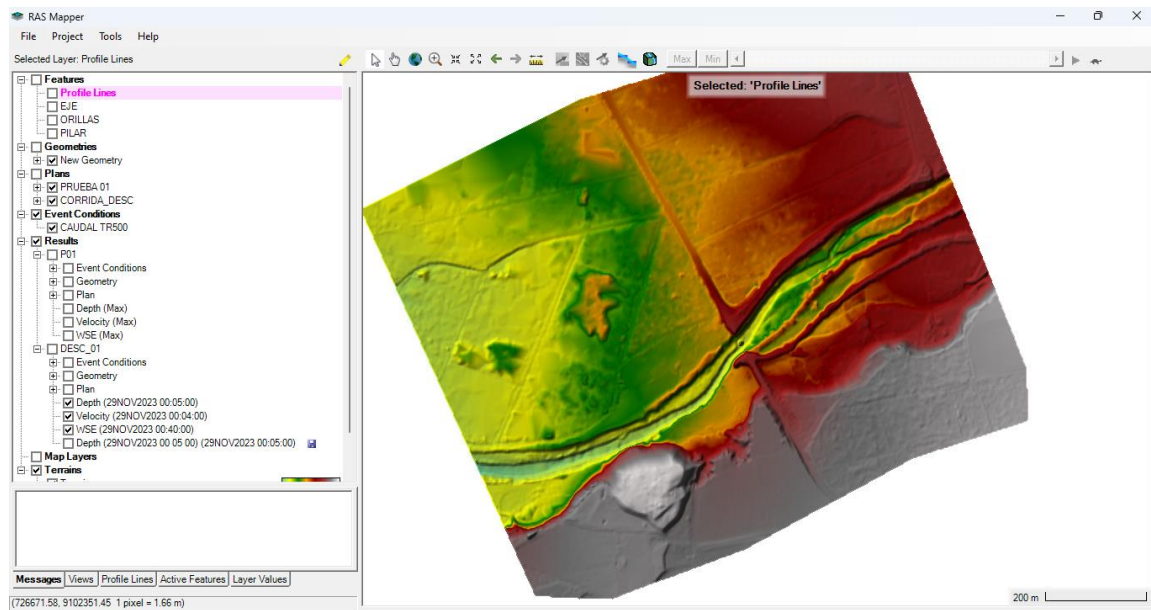 RAS Mapper
File Project Tools Help
Selected Layer: Profile Lines
Max Min
Features
Profile Lines
EJE
ORILLAS
PILAR
Geometries
New Geometry
Plans
PRUEBA 01
CORRIDA_DESC
Event Conditions
CAUDAL TR500
Results
P01
Event Conditions
Geometry
Plan
Depth (Max)
Velocity (Max)
WSE (Max)
DESC_01
Event Conditions
Geometry
Plan
Depth (29NOV2023 00:05:00)
Velocity (29NOV2023 00:04:00)
WSE (29NOV2023 00:40:00)
Depth (29NOV2023 00 05 00) (29NOV2023 00:05:00)
Map Layers
Terrains
Selected: 'Profile Lines'
200 m
Messages Views Profile Lines Active Features Layer Values
(726671.58, 9102351.45 1 pixel = 1.66 m)